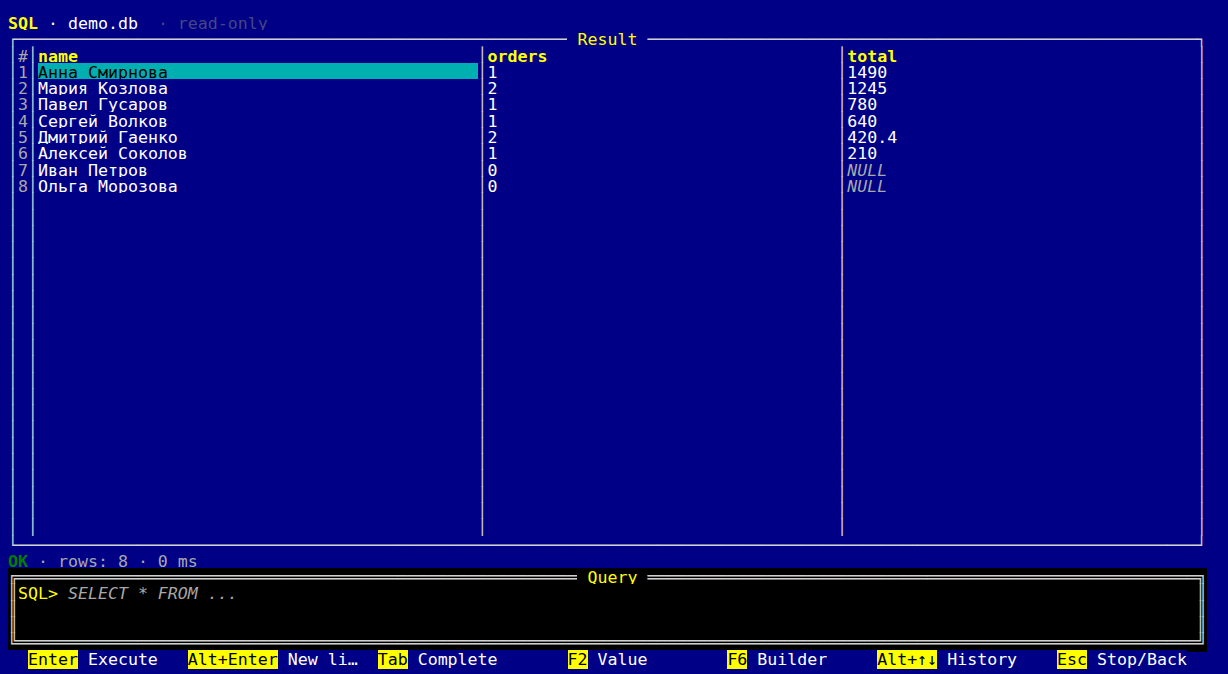 SQL · demo.db · read-only
Result
# name orders total
1 Анна Смирнова 1 1490
2 Мария Козлова 2 1245
3 Павел Гусаров 1 780
4 Сергей Волков 1 640
5 Дмитрий Гаенко 2 420.4
6 Алексей Соколов 1 210
7 Иван Петров 0 NULL
8 Ольга Морозова 0 NULL
OK · rows: 8 · 0 ms
Query
SQL> SELECT * FROM ...
Enter Execute Alt+Enter New li… Tab Complete F2 Value F6 Builder Alt+↑↓ History Esc Stop/Back